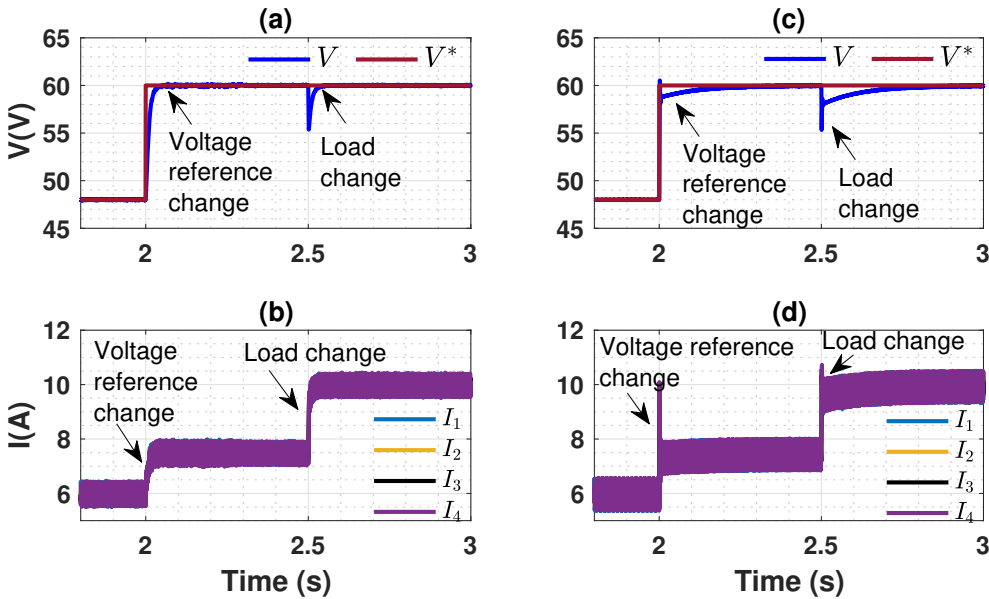 (a)
V V*
65
60
55
50
45
V(V)
Voltage
reference
change
Load
change
2 2.5 3
(c)
V V*
65
60
55
50
45
Voltage
reference
change
Load
change
2 2.5 3
(b)
12
10
8
6
I(A)
Voltage
reference
change
Load change
I₁
I₂
I₃
I₄
2 2.5 3
Time (s)
(d)
12
10
8
6
Voltage reference
change
Load change
I₁
I₂
I₃
I₄
2 2.5 3
Time (s)